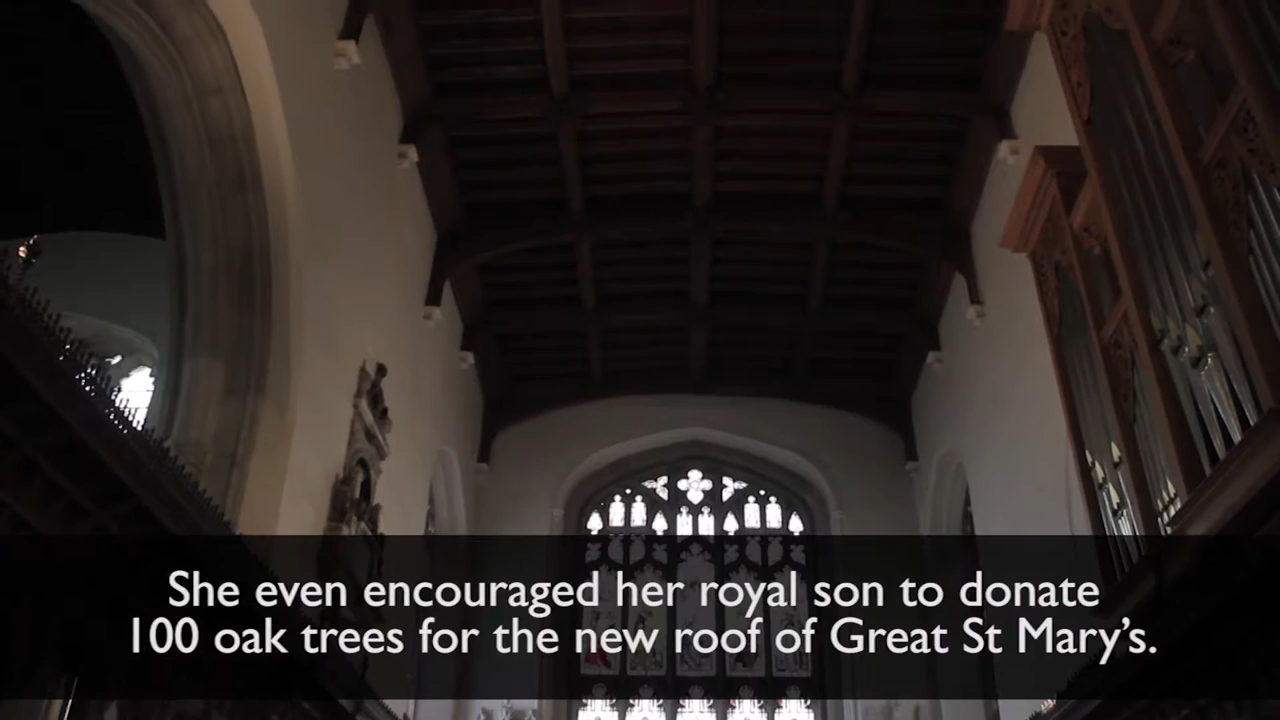 She even encouraged her royal son to donate
100 oak trees for the new roof of Great St Mary’s.